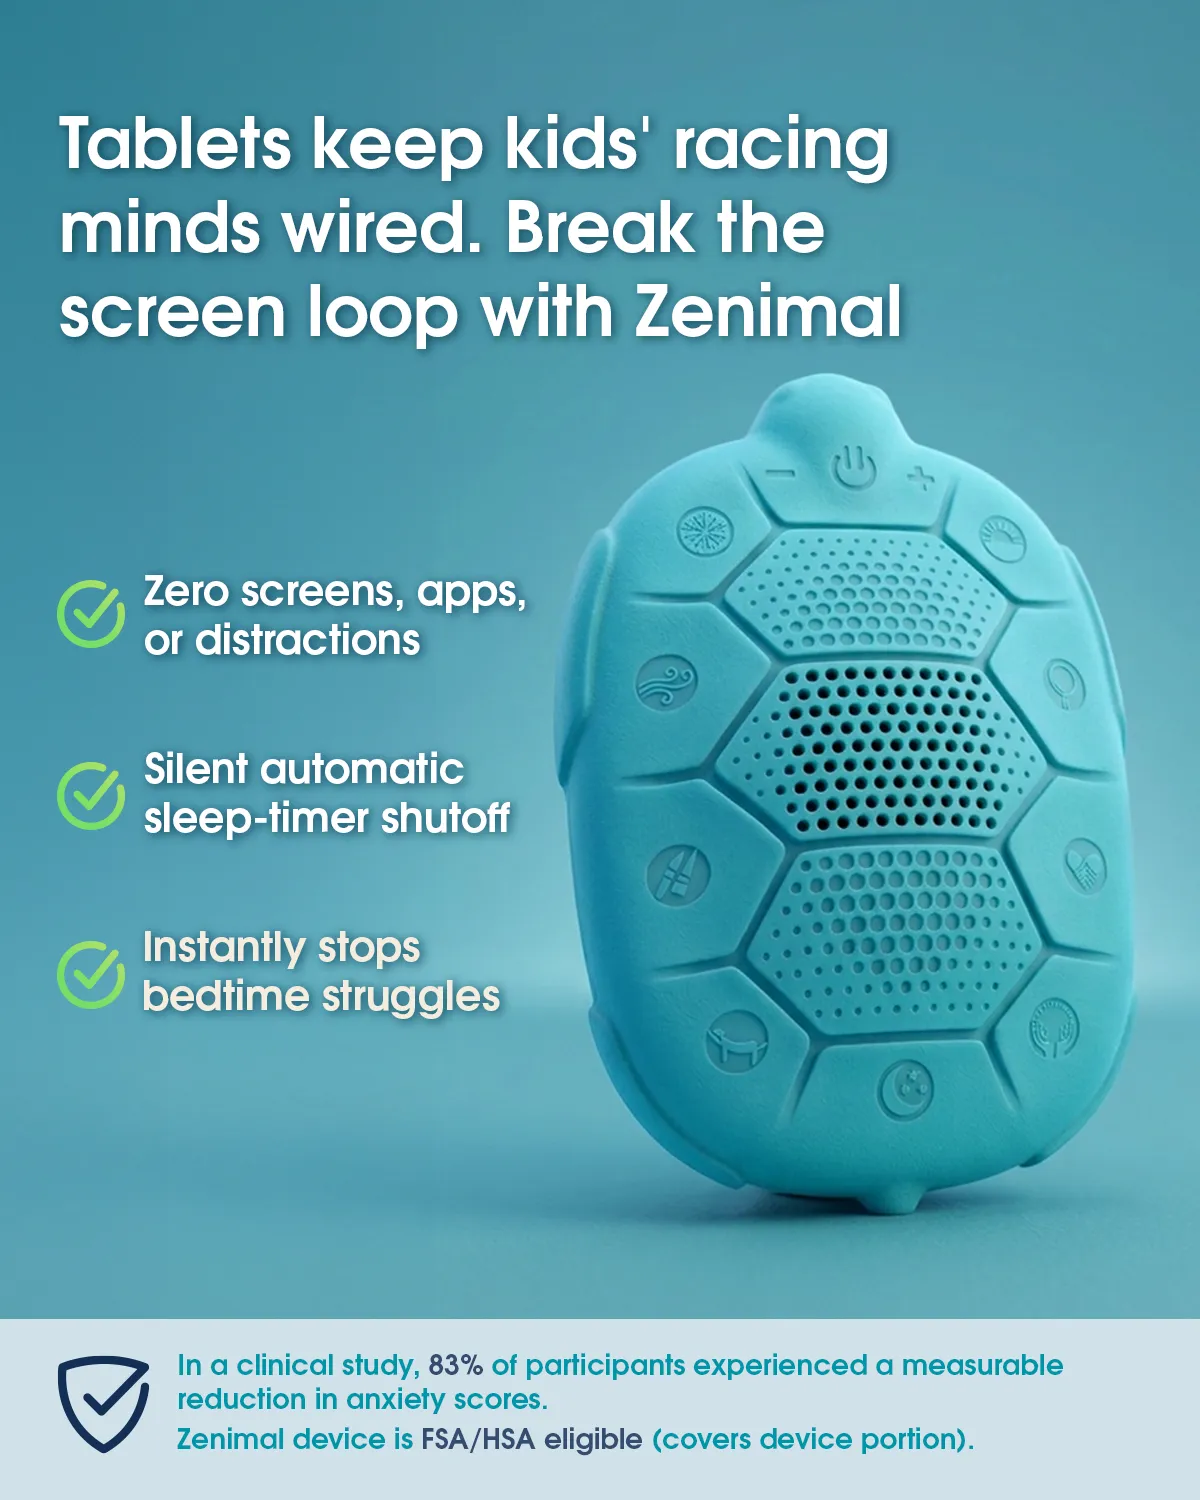 Tablets keep kids' racing
minds wired. Break the
screen loop with Zenimal
Zero screens, apps,
or distractions
Silent automatic
sleep-timer shutoff
Instantly stops
bedtime struggles
In a clinical study, 83% of participants experienced a measurable
reduction in anxiety scores.
Zenimal device is FSA/HSA eligible (covers device portion).